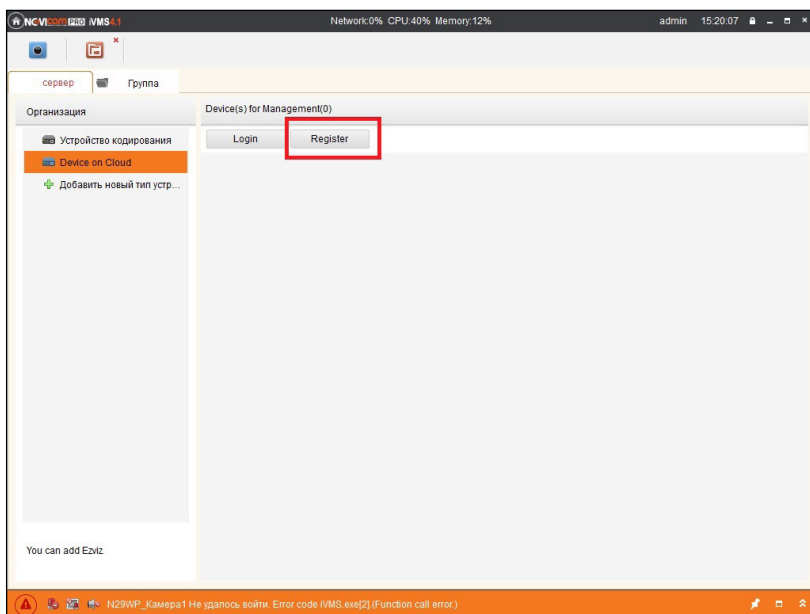 NOVIcam PRO iVMS4.1 Network:0% CPU:40% Memory:12% admin 15:20:07
сервер Группа
Организация
Device(s) for Management(0)
Устройство кодирования
Login Register
Device on Cloud
Добавить новый тип устр...
You can add Ezviz
N29WP_Камера1 Не удалось войти. Error code iVMS.exe[2].(Function call error.)